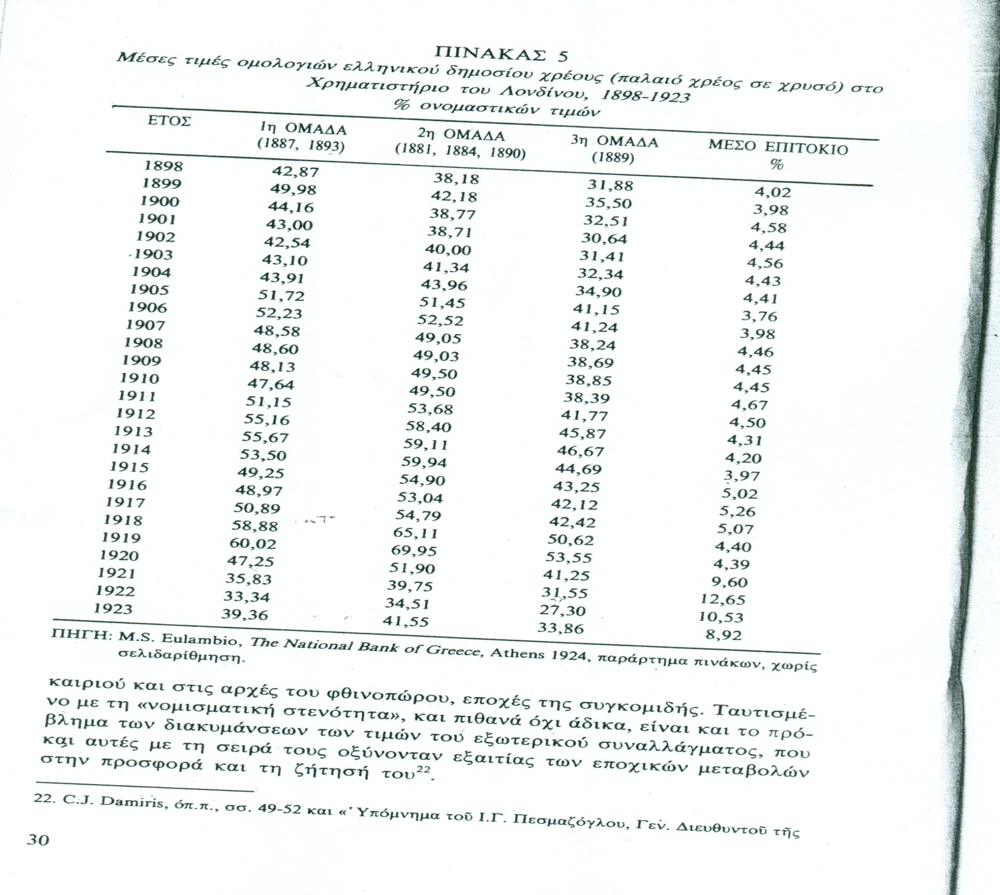 ΠΙΝΑΚΑΣ 5
Μέσες τιμές ομολογιών ελληνικού δημοσίου χρέους (παλαιό χρέος σε χρυσό) στο
Χρηματιστήριο του Λονδίνου, 1898-1923
% ονομαστικών τιμών
ΕΤΟΣ 1η ΟΜΑΔΑ 2η ΟΜΑΔΑ 3η ΟΜΑΔΑ ΜΕΣΟ ΕΠΙΤΟΚΙΟ
(1887, 1893) (1881, 1884, 1890) (1889) %
1898 42,87 38,18 31,88 4,02
1899 49,98 42,18 35,50 3,98
1900 44,16 38,77 32,51 4,58
1901 43,00 38,71 30,64 4,44
1902 42,54 40,00 31,41 4,56
1903 43,10 41,34 32,34 4,43
1904 43,91 43,96 34,90 4,41
1905 51,72 51,45 41,15 3,76
1906 52,23 52,52 41,24 3,98
1907 48,58 49,05 38,24 4,46
1908 48,60 49,03 38,69 4,45
1909 48,13 49,50 38,85 4,45
1910 47,64 49,50 38,39 4,67
1911 51,15 53,68 41,77 4,50
1912 55,16 58,40 45,87 4,31
1913 55,67 59,11 46,67 4,20
1914 53,50 59,94 44,69 3,97
1915 49,25 54,90 43,25 5,02
1916 48,97 53,04 42,12 5,26
1917 50,89 54,79 42,42 5,07
1918 58,88 65,11 50,62 4,40
1919 60,02 69,95 53,55 4,39
1920 47,25 51,90 41,25 9,60
1921 35,83 39,75 31,55 12,65
1922 33,34 34,51 27,30 10,53
1923 39,36 41,55 33,86 8,92
ΠΗΓΗ: M.S. Eulambio, The National Bank of Greece, Athens 1924, παράρτημα πινάκων, χωρίς
σελιδαρίθμηση.
καιριού και στις αρχές του φθινοπώρου, εποχές της συγκομιδής. Ταυτισμέ-
νο με τη «νομισματική στενότητα», και πιθανά όχι άδικα, είναι και το πρό-
βλημα των διακυμάνσεων των τιμών του εξωτερικού συναλλάγματος, που
και αυτές με τη σειρά τους οξύνονταν εξαιτίας των εποχικών μεταβολών
στην προσφορά και τη ζήτησή του22.
22. C.J. Damiris, όπ.π., σσ. 49-52 και «Ὑπόμνημα τοῦ Ι.Γ. Πεσμαζόγλου, Γεν. Διευθυντοῦ τῆς
30